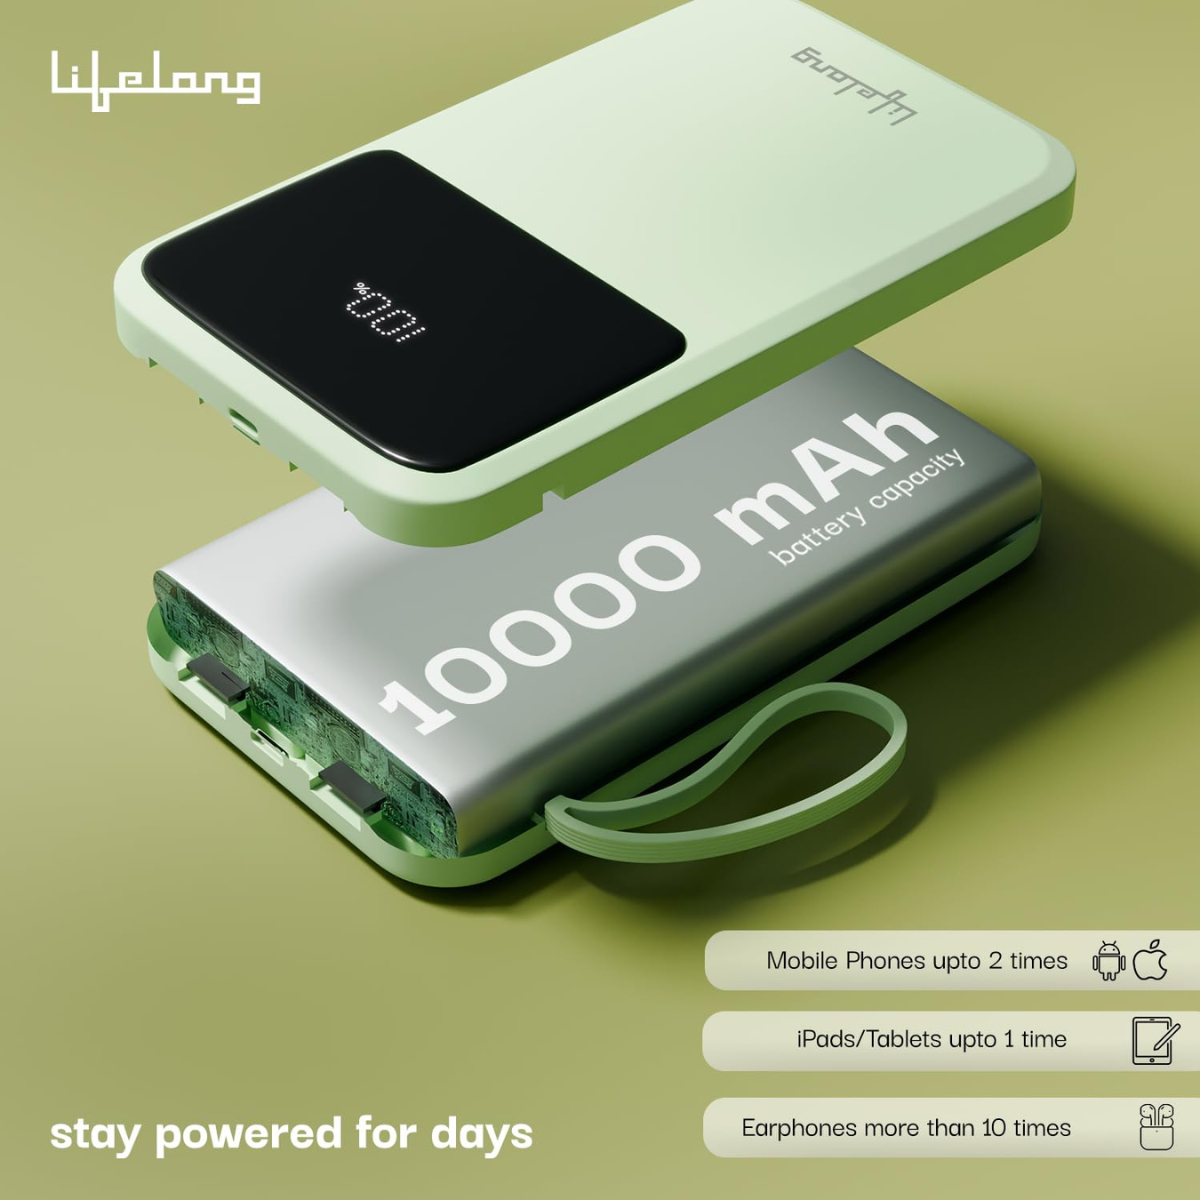 Lifelong
Lifelong
100%
10000 mAh
battery capacity
Mobile Phones upto 2 times
iPads/Tablets upto 1 time
Earphones more than 10 times
stay powered for days